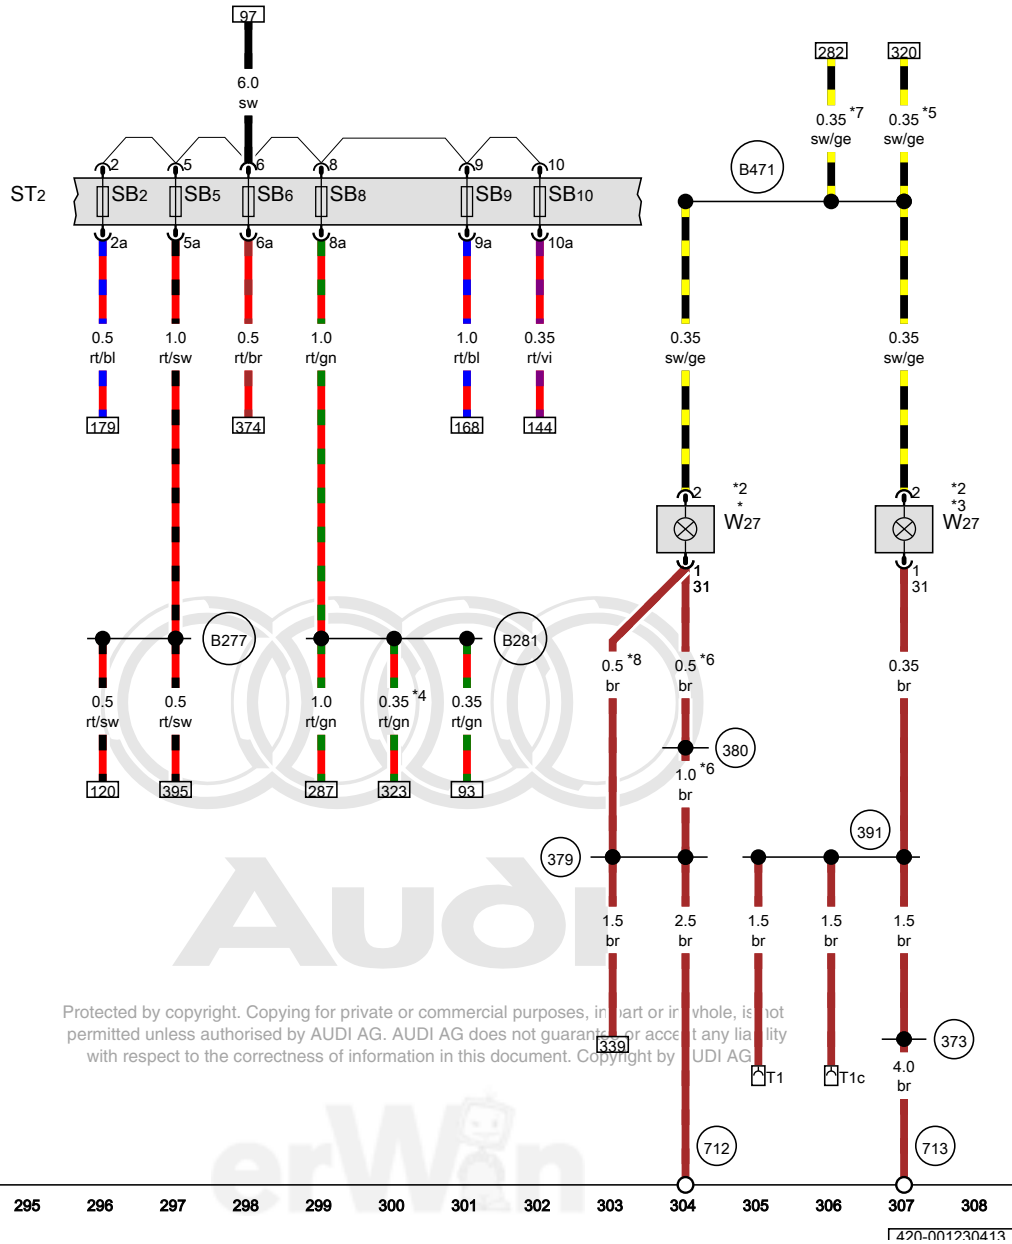 97
282 320
6.0
sw
0.35 *7 0.35 *5
sw/ge sw/ge
B471
2 5 6 8 9 10
ST2 SB2 SB5 SB6 SB8 SB9 SB10
2a 5a 6a 8a 9a 10a
0.5 1.0 0.5 1.0 1.0 0.35 0.35 0.35
rt/bl rt/sw rt/br rt/gn rt/bl rt/vi sw/ge sw/ge
179 374 168 144
2 *2 2 *2
* *3
W27 W27
1 1
31 31
B277 B281
0.5 *8 0.5 *6 0.35
br br br
0.5 0.5 1.0 0.35 *4 0.35
rt/sw rt/sw rt/gn rt/gn rt/gn
380
1.0 *6
br
120 395 287 323 93
391
379
Audi
1.5 2.5 1.5 1.5 1.5
br br br br br
Protected by copyright. Copying for private or commercial purposes, in part or in whole, is not
permitted unless authorised by AUDI AG. AUDI AG does not guarantee or accept any liability
with respect to the correctness of information in this document. Copyright by AUDI AG.
339
373
4.0
br
T1 T1c
erWin
712 713
295 296 297 298 299 300 301 302 303 304 305 306 307 308
420-001230413